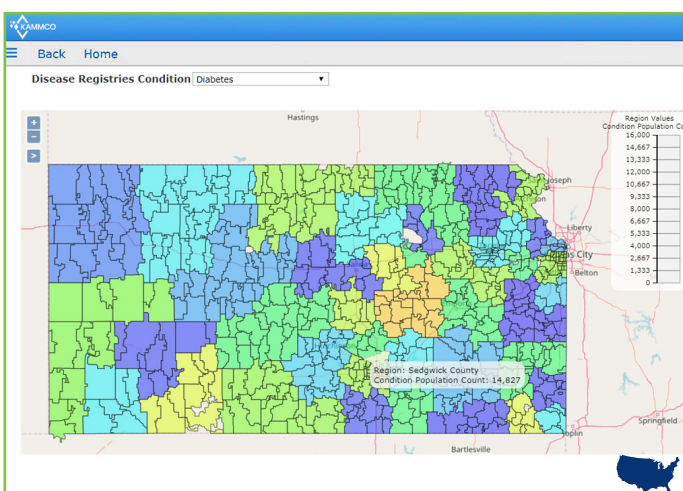 KAMMCO
Back Home
Disease Registries Condition Diabetes
Hastings
Region Values
Condition Population Co
16,000
14,667
13,333
12,000
10,667
9,333
8,000
6,667
5,333
4,000
2,667
1,333
0
+
−
>
Joseph
Liberty
City
Belton
Region: Sedgwick County
Condition Population Count: 14,827
Springfield
Joplin
Bartlesville